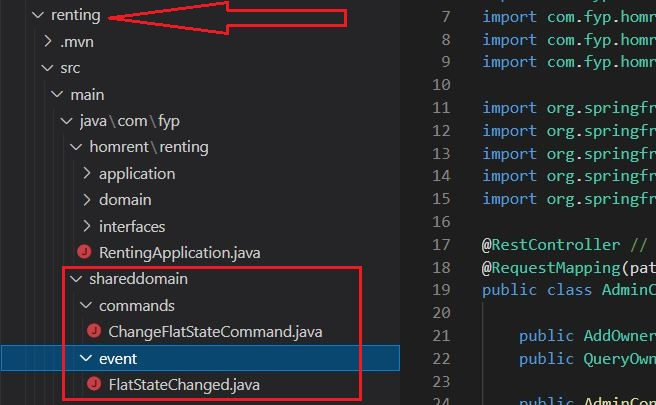 renting
.mvn
src
main
java\com\fyp
homrent\renting
application
domain
interfaces
RentingApplication.java
shareddomain
commands
ChangeFlatStateCommand.java
event
FlatStateChanged.java
7 import com.fyp.homr
8 import com.fyp.homr
9 import com.fyp.homr
10
11 import org.springfr
12 import org.springfr
13 import org.springfr
14 import org.springfr
15 import org.springfr
16
17 @RestController //
18 @RequestMapping(pat
19 public class AdminC
20
21 public AddOwner
22 public QueryOwn
23
24 public AdminCon